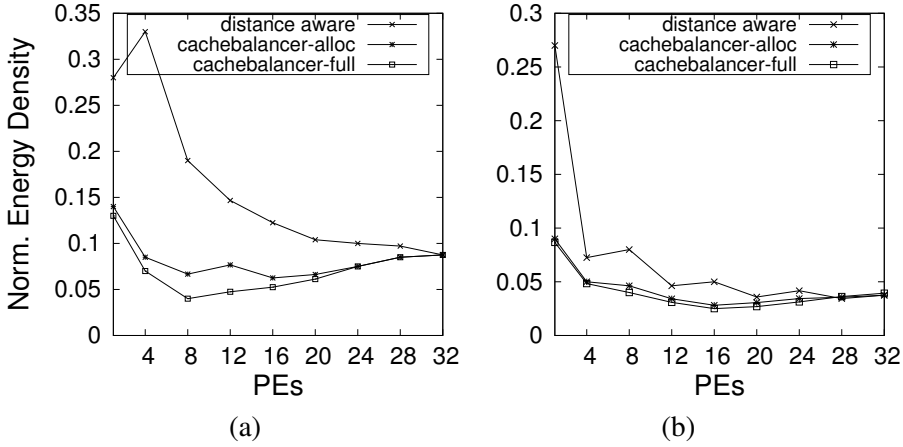 Norm. Energy Density
0.35
0.3
0.25
0.2
0.15
0.1
0.05
0
distance aware
cachebalancer-alloc
cachebalancer-full
4 8 12 16 20 24 28 32
PEs
(a)
0.3
0.25
0.2
0.15
0.1
0.05
0
distance aware
cachebalancer-alloc
cachebalancer-full
4 8 12 16 20 24 28 32
PEs
(b)